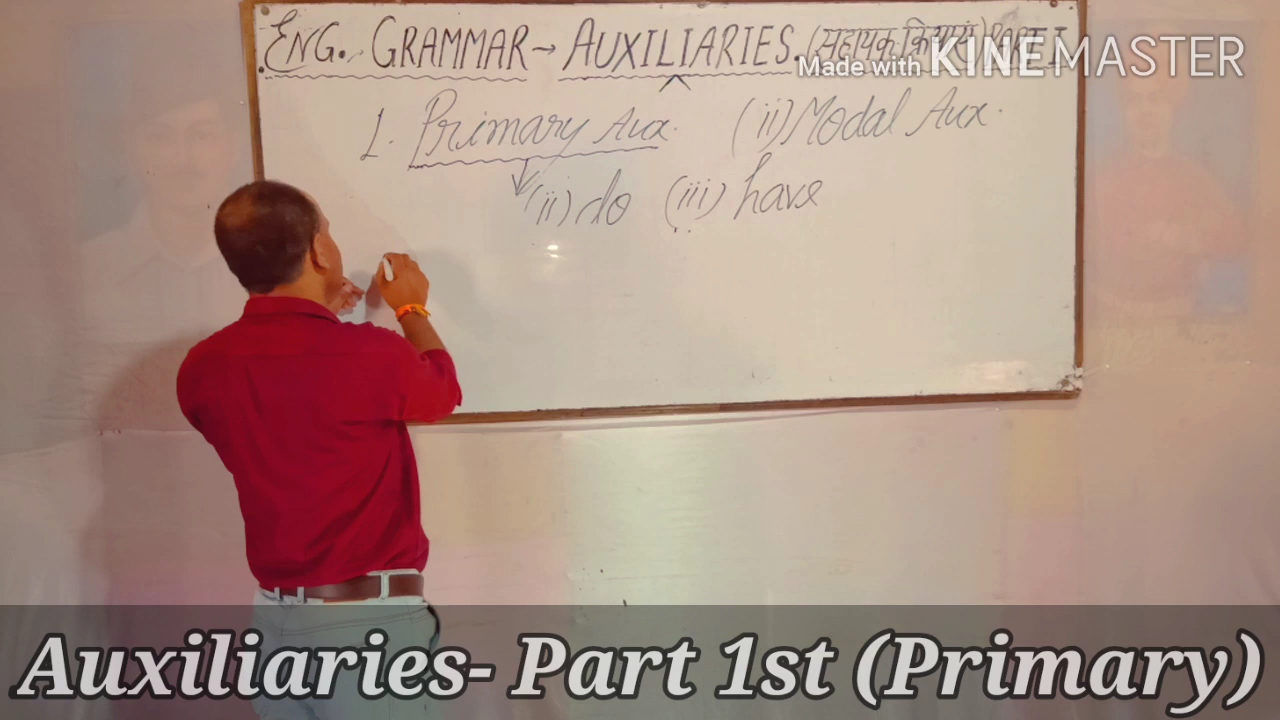 ENG. GRAMMAR → AUXILIARIES. (सहायक क्रियाएं) PART I
Made with KINEMASTER
1. Primary Aux. (ii) Modal Aux.
(ii) do (iii) have
Auxiliaries- Part 1st (Primary)